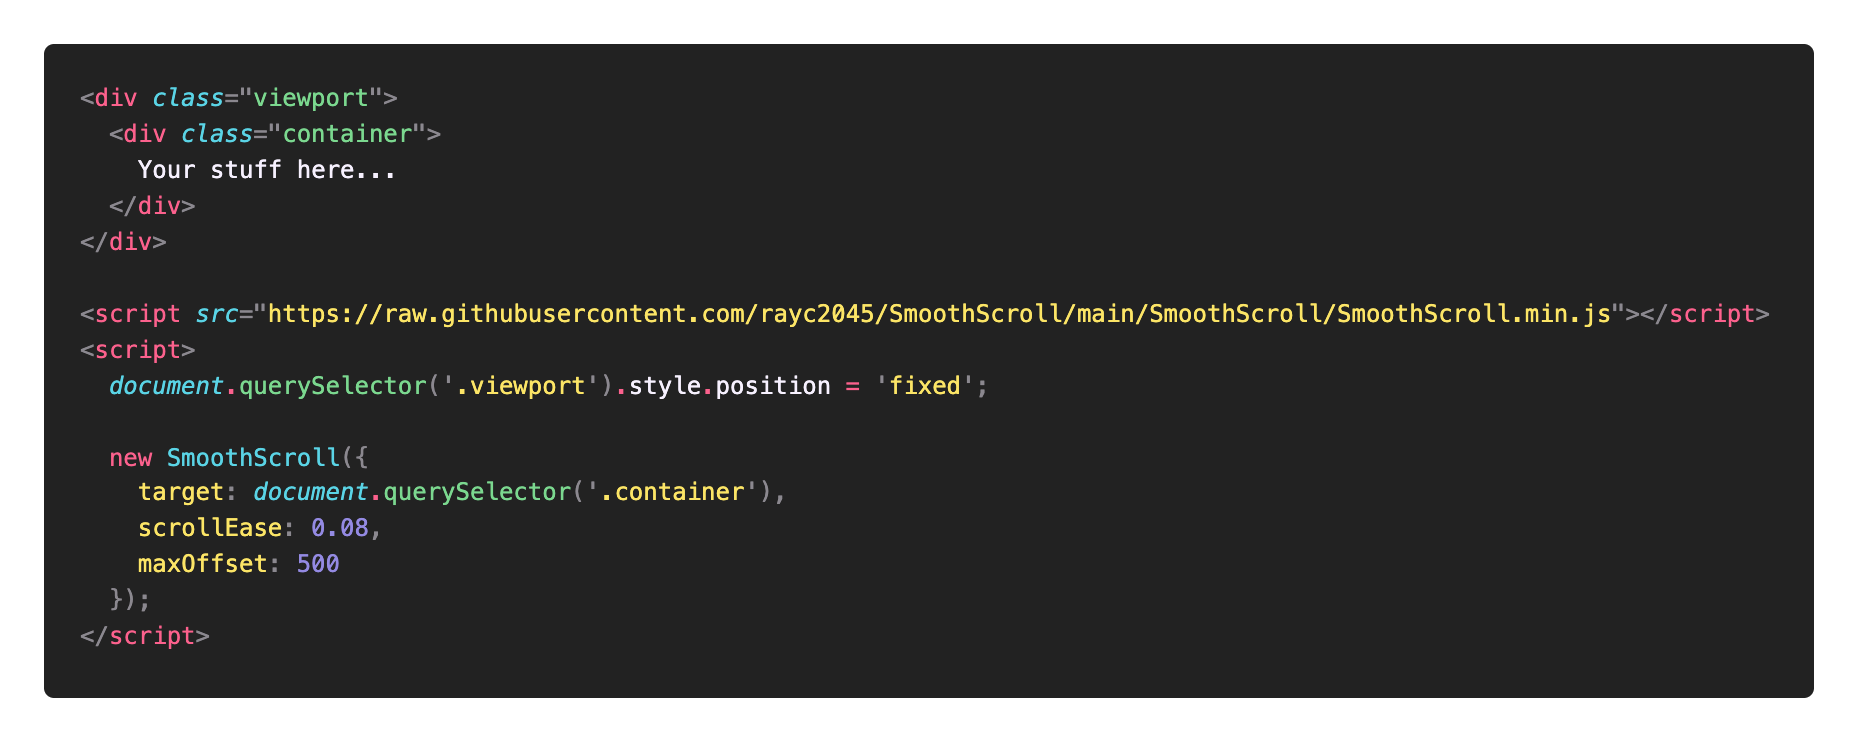 <div class="viewport">
  <div class="container">
    Your stuff here...
  </div>
</div>

<script src="https://raw.githubusercontent.com/rayc2045/SmoothScroll/main/SmoothScroll/SmoothScroll.min.js"></script>
<script>
  document.querySelector('.viewport').style.position = 'fixed';

  new SmoothScroll({
    target: document.querySelector('.container'),
    scrollEase: 0.08,
    maxOffset: 500
  });
</script>